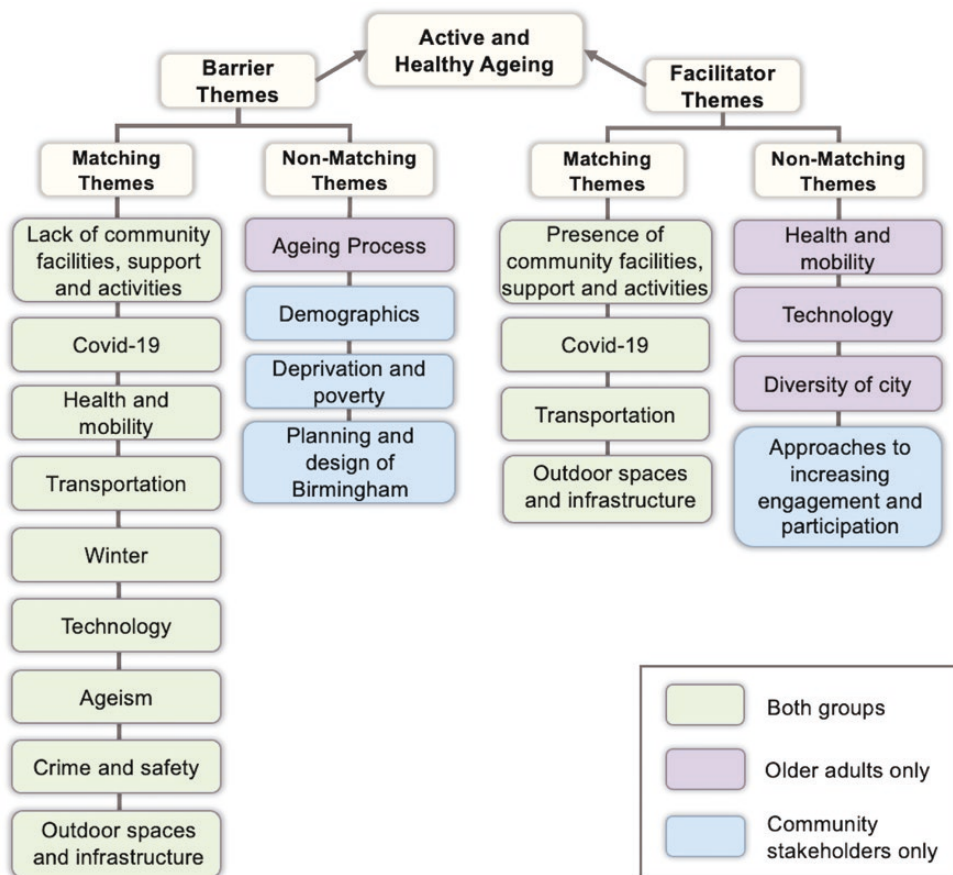 Active and
Healthy Ageing
Barrier
Themes
Facilitator
Themes
Matching
Themes
Non-Matching
Themes
Matching
Themes
Non-Matching
Themes
Lack of community
facilities, support
and activities
Covid-19
Health and
mobility
Transportation
Winter
Technology
Ageism
Crime and safety
Outdoor spaces
and infrastructure
Ageing Process
Demographics
Deprivation and
poverty
Planning and
design of
Birmingham
Presence of
community facilities,
support and activities
Covid-19
Transportation
Outdoor spaces
and infrastructure
Health and
mobility
Technology
Diversity of city
Approaches to
increasing
engagement and
participation
Both groups
Older adults only
Community
stakeholders only